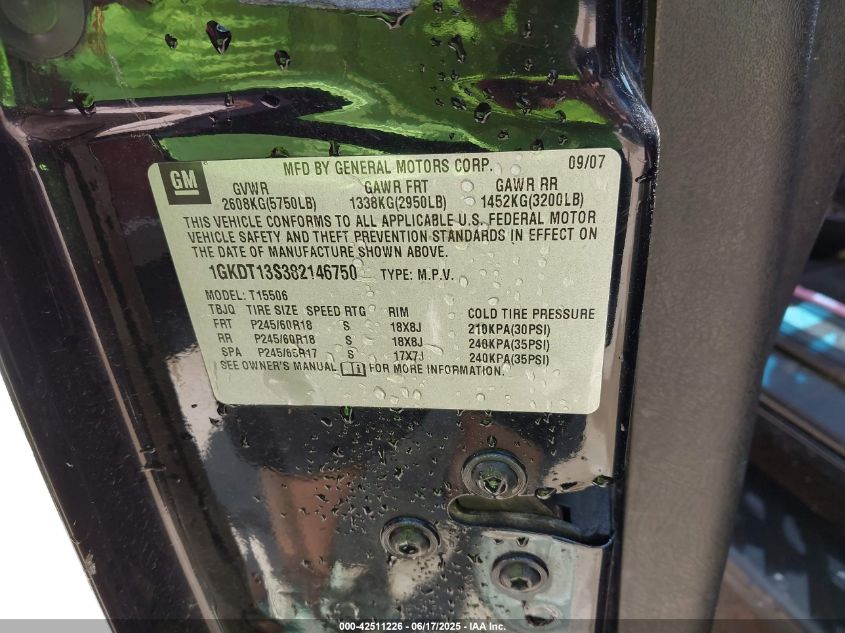 GM
MFD BY GENERAL MOTORS CORP. 09/07
GVWR GAWR FRT GAWR RR
2608KG(5750LB) 1338KG(2950LB) 1452KG(3200LB)
THIS VEHICLE CONFORMS TO ALL APPLICABLE U.S. FEDERAL MOTOR
VEHICLE SAFETY AND THEFT PREVENTION STANDARDS IN EFFECT ON
THE DATE OF MANUFACTURE SHOWN ABOVE.
1GKDT13S382146750 TYPE: M.P.V.
MODEL: T15506
TBJQ TIRE SIZE SPEED RTG RIM COLD TIRE PRESSURE
FRT P245/60R18 S 18X8J 210KPA(30PSI)
RR P245/60R18 S 18X8J 240KPA(35PSI)
SPA P245/65R17 S 17X7J 240KPA(35PSI)
SEE OWNER'S MANUAL FOR MORE INFORMATION.
000-42511226 - 06/17/2025 - IAA Inc.